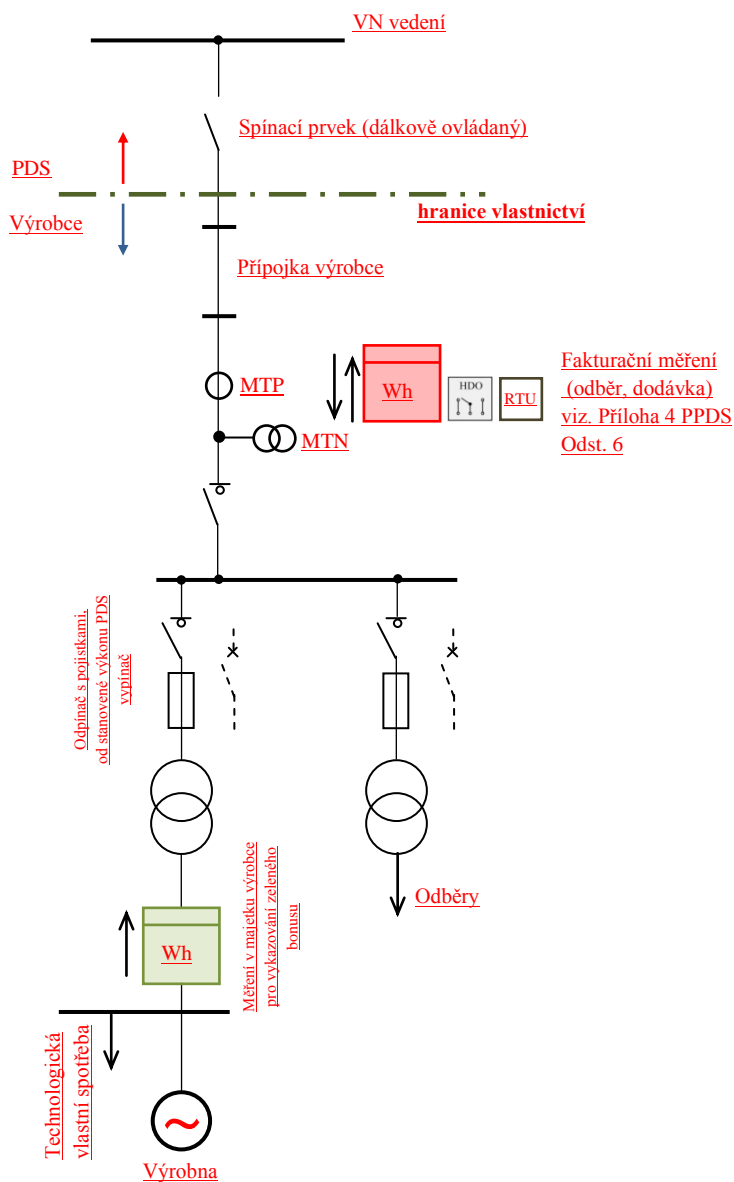 VN vedení
Spínací prvek (dálkově ovládaný)
PDS
hranice vlastnictví
Výrobce
Přípojka výrobce
MTP
Wh
HDO
RTU
Fakturační měření
(odběr, dodávka)
viz. Příloha 4 PPDS
Odst. 6
MTN
Odpínač s pojistkami,
od stanovené výkonu PDS
vypínač
Odběry
Měření v majetku výrobce
pro vykazování zeleného
bonusu
Wh
Technologická
vlastní spotřeba
~
Výrobna